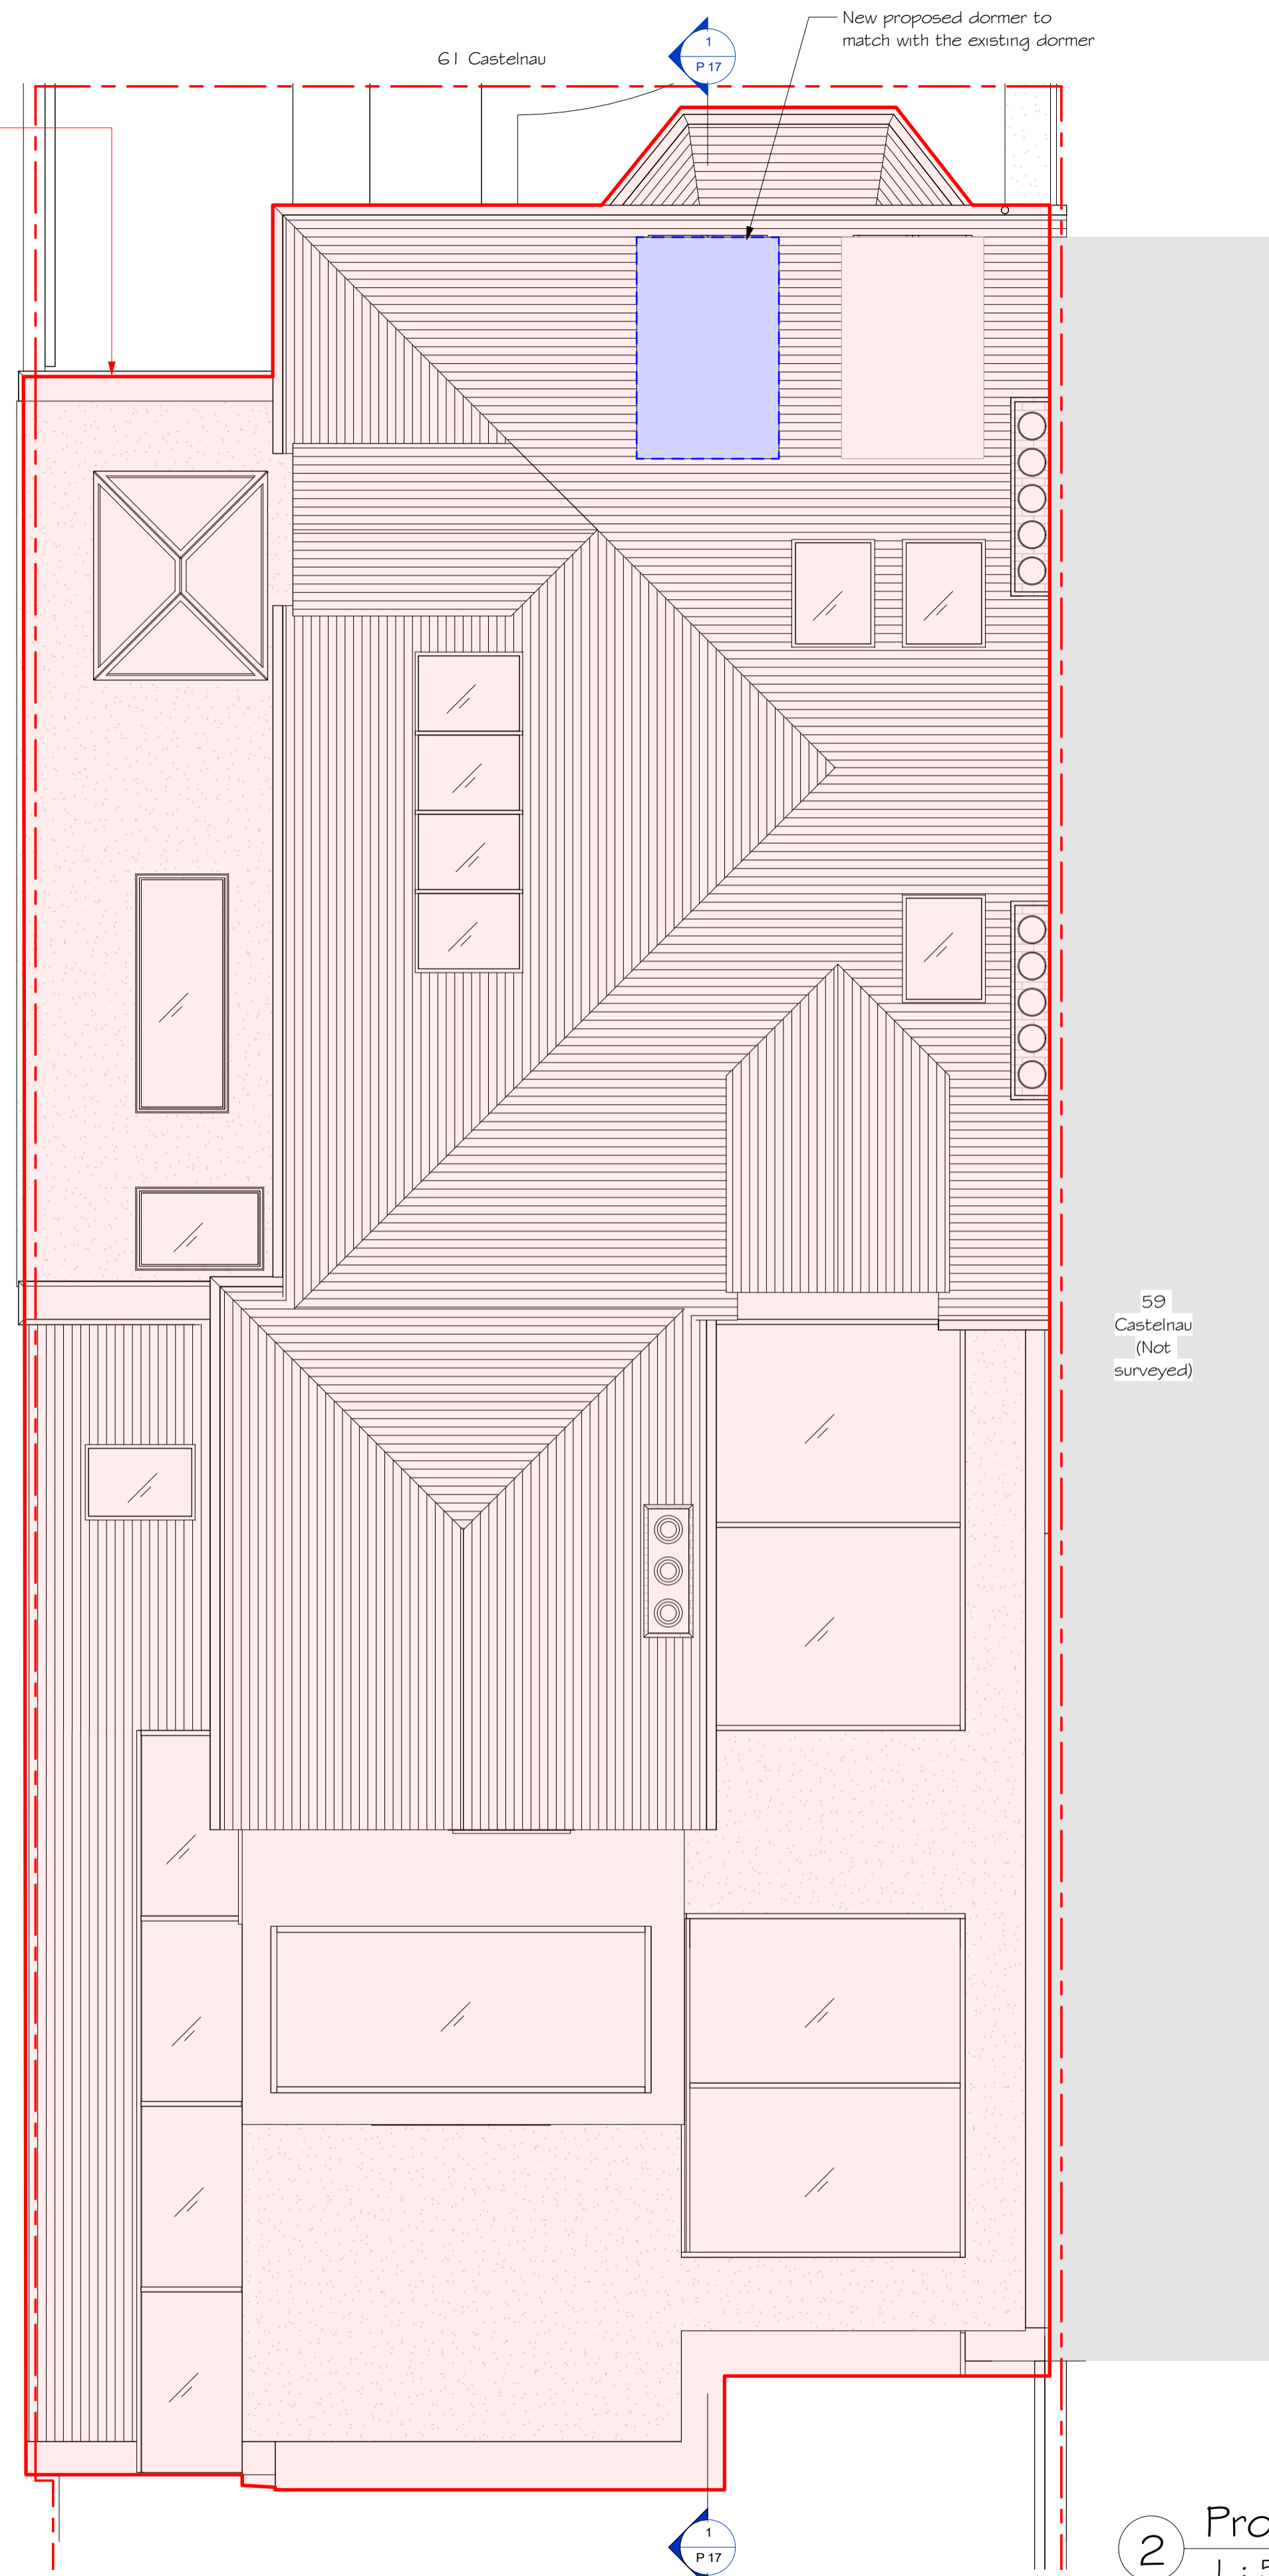 61 Castelnau
1
P 17
New proposed dormer to
match with the existing dormer
59
Castelnau
(Not
surveyed)
1
P 17
2